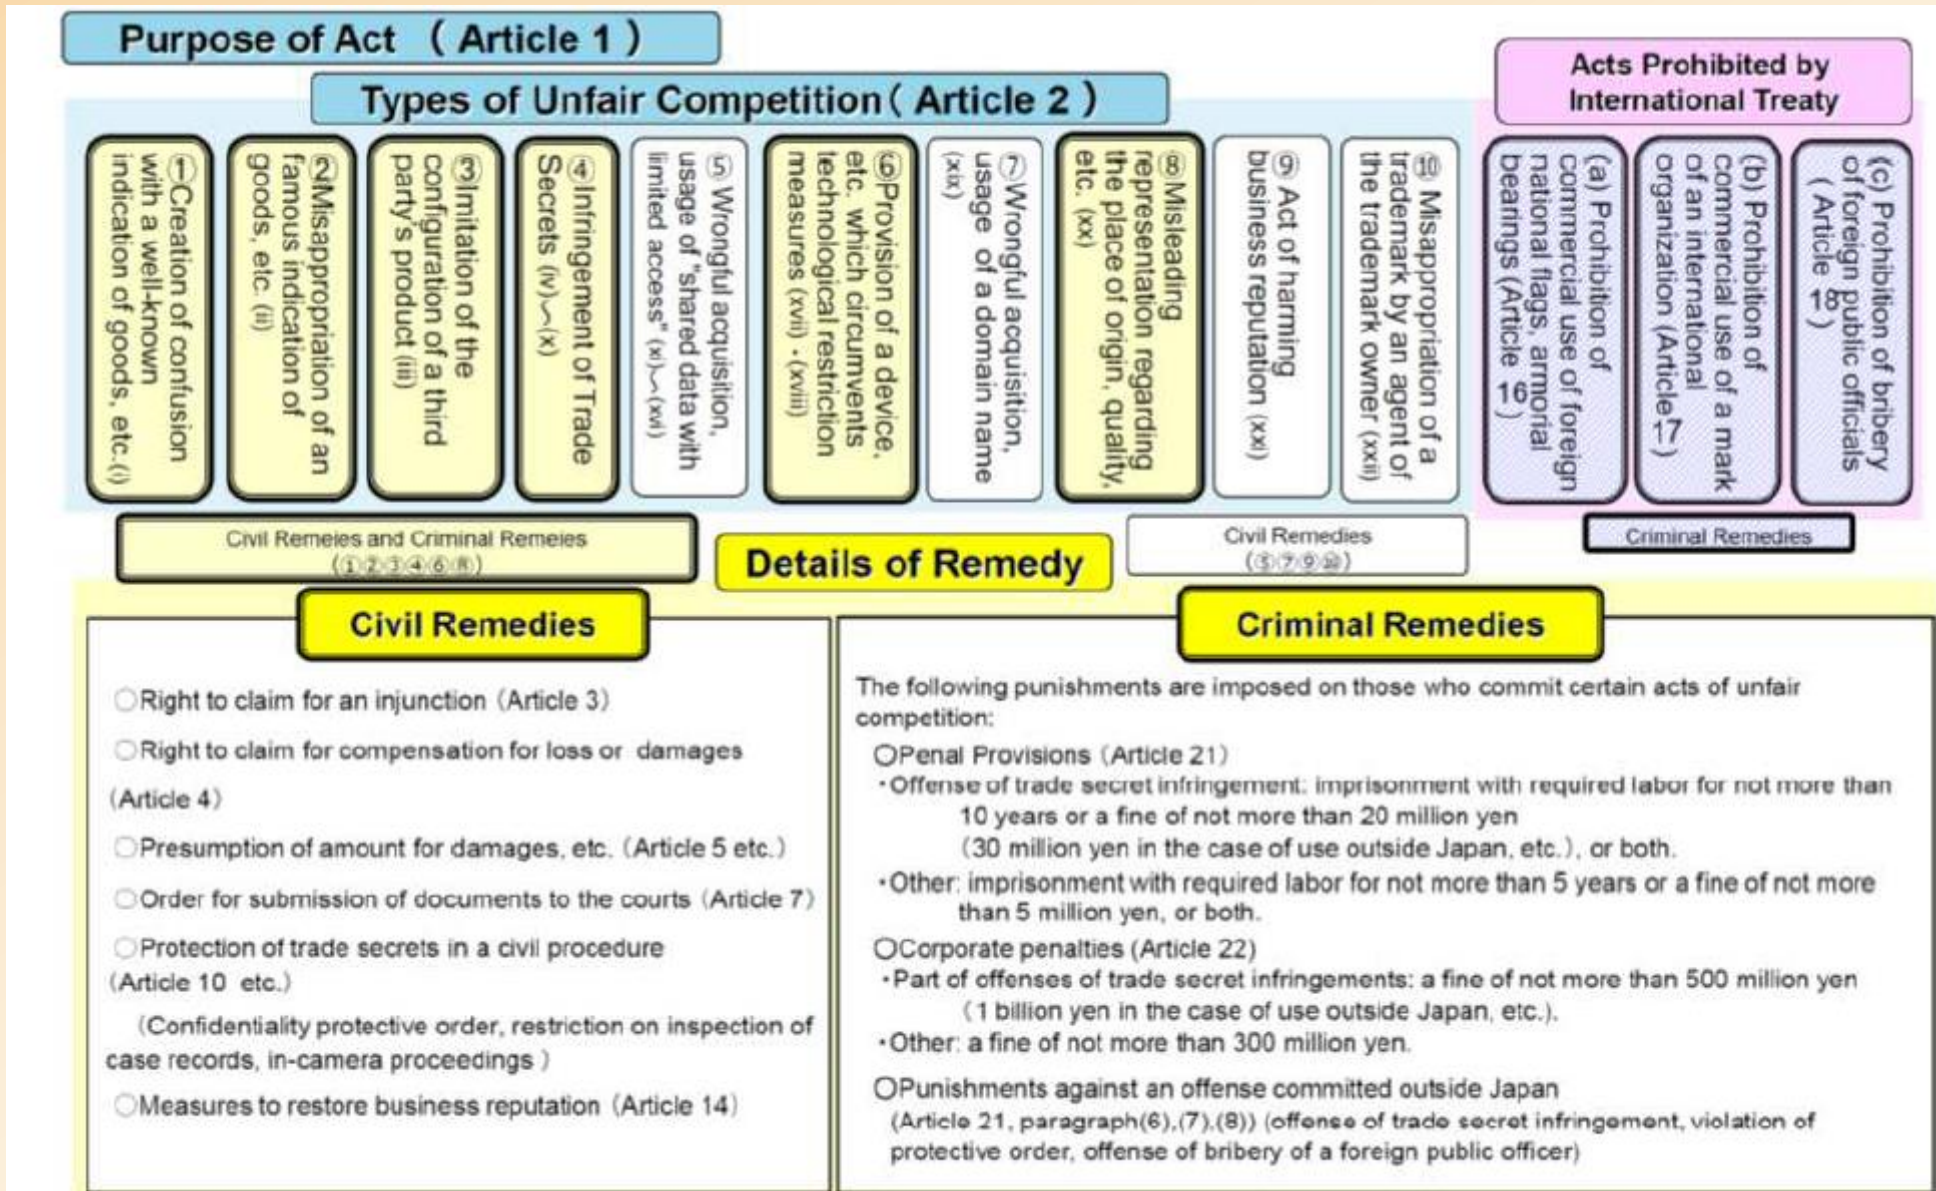 Purpose of Act （ Article 1 ）
Types of Unfair Competition ( Article 2 )
①Creation of confusion
with a well-known
indication of goods, etc.(i)
②Misappropriation of an
famous indication of
goods, etc. (ii)
③Imitation of the
configuration of a third
party's product (iii)
④Infringement of Trade
Secrets (iv)～(x)
⑤ Wrongful acquisition,
usage of "shared data with
limited access" (xi)～(xvi)
⑥Provision of a device,
etc. which circumvents
technological restriction
measures (xvii)・(xviii)
⑦Wrongful acquisition,
usage of a domain name
(xix)
⑧Misleading
representation regarding
the place of origin, quality,
etc. (xx)
⑨ Act of harming
business reputation (xxi)
⑩ Misappropriation of a
trademark by an agent of
the trademark owner (xxii)
Acts Prohibited by
International Treaty
(a) Prohibition of
commercial use of foreign
national flags, armorial
bearings (Article 16 )
(b) Prohibition of
commercial use of a mark
of an international
organization (Article 17 )
(c) Prohibition of bribery
of foreign public officials
( Article 18 )
Civil Remeies and Criminal Remeies
(①②③④⑥⑧)
Details of Remedy
Civil Remedies
(⑤⑦⑨⑩)
Criminal Remedies
Civil Remedies
○Right to claim for an injunction (Article 3)
○Right to claim for compensation for loss or damages
(Article 4)
○Presumption of amount for damages, etc. (Article 5 etc.)
○Order for submission of documents to the courts (Article 7)
○Protection of trade secrets in a civil procedure
(Article 10 etc.)
(Confidentiality protective order, restriction on inspection of
case records, in-camera proceedings )
○Measures to restore business reputation (Article 14)
Criminal Remedies
The following punishments are imposed on those who commit certain acts of unfair
competition:
○Penal Provisions (Article 21)
・Offense of trade secret infringement: imprisonment with required labor for not more than
10 years or a fine of not more than 20 million yen
(30 million yen in the case of use outside Japan, etc.), or both.
・Other: imprisonment with required labor for not more than 5 years or a fine of not more
than 5 million yen, or both.
○Corporate penalties (Article 22)
・Part of offenses of trade secret infringements: a fine of not more than 500 million yen
(1 billion yen in the case of use outside Japan, etc.).
・Other: a fine of not more than 300 million yen.
○Punishments against an offense committed outside Japan
(Article 21, paragraph(6),(7),(8)) (offense of trade secret infringement, violation of
protective order, offense of bribery of a foreign public officer)